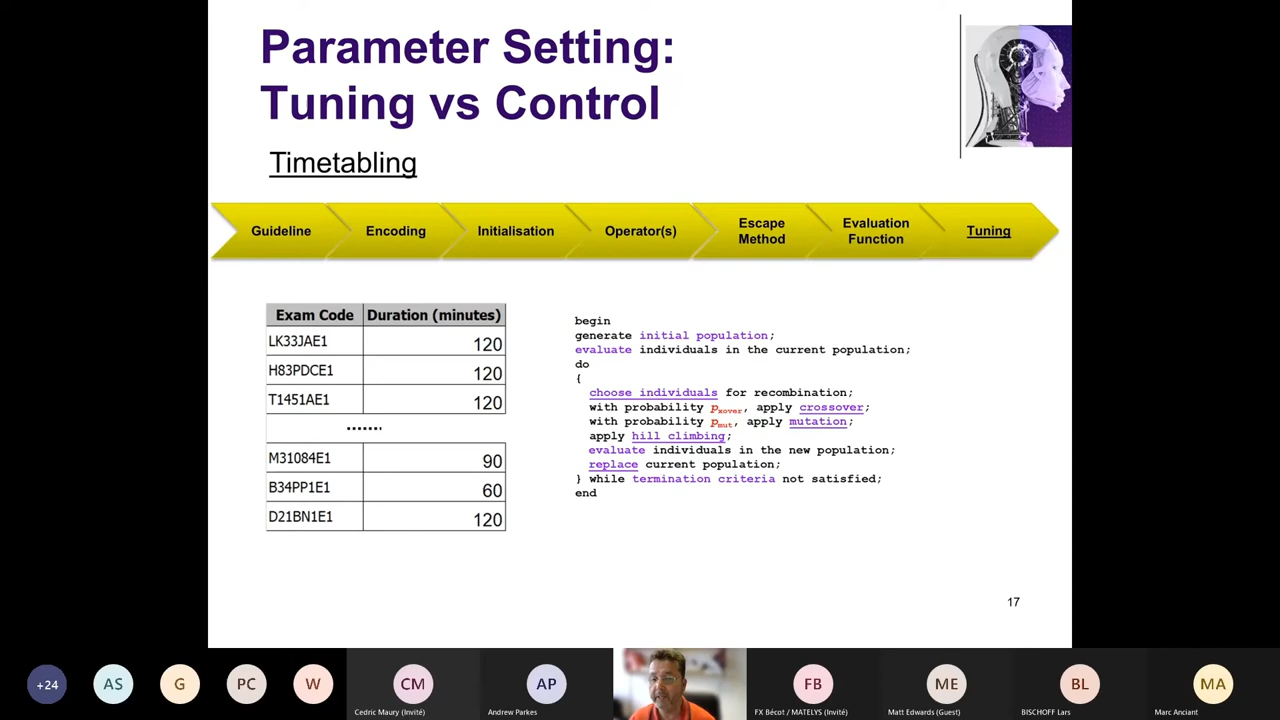 Parameter Setting:
Tuning vs Control
Timetabling
Guideline
Encoding
Initialisation
Operator(s)
Escape
Method
Evaluation
Function
Tuning
Exam Code Duration (minutes)
LK33JAE1 120
H83PDCE1 120
T1451AE1 120
......
M31084E1 90
B34PP1E1 60
D21BN1E1 120
begin
generate initial population;
evaluate individuals in the current population;
do
{
choose individuals for recombination;
with probability pxover, apply crossover;
with probability pmut, apply mutation;
apply hill climbing;
evaluate individuals in the new population;
replace current population;
} while termination criteria not satisfied;
end
17
+24
AS
G
PC
W
CM
Cedric Maury (Invité)
AP
Andrew Parkes
FB
FX Bécot / MATELYS (Invité)
ME
Matt Edwards (Guest)
BL
BISCHOFF Lars
MA
Marc Anciant